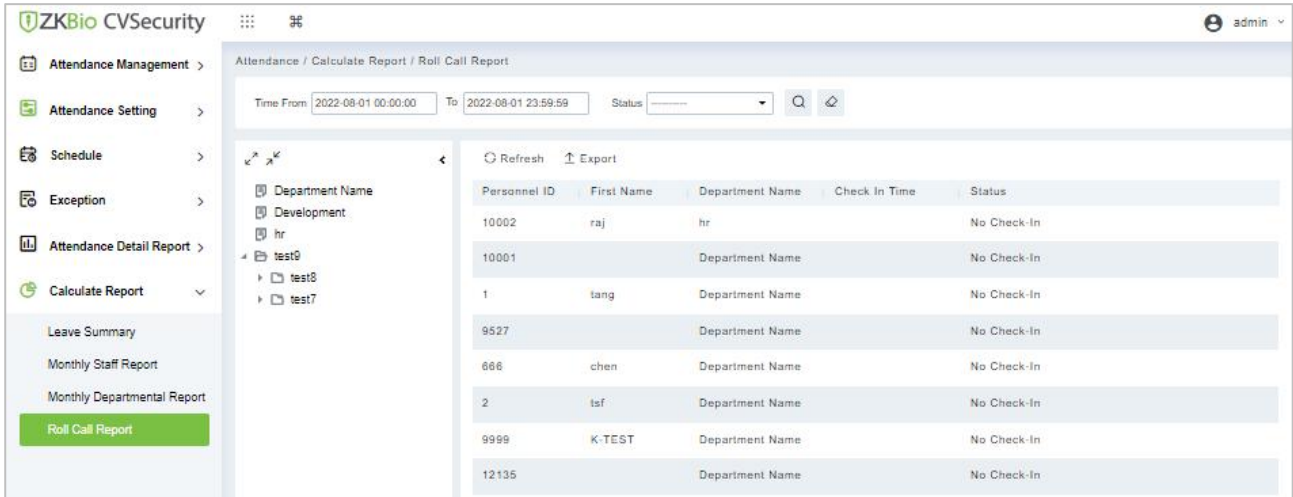 ZKBio CVSecurity
admin
Attendance Management
Attendance Setting
Schedule
Exception
Attendance Detail Report
Calculate Report
Leave Summary
Monthly Staff Report
Monthly Departmental Report
Roll Call Report
Attendance / Calculate Report / Roll Call Report
Time From 2022-08-01 00:00:00 To 2022-08-01 23:59:59 Status ----------
Department Name
Development
hr
test9
test8
test7
Refresh Export
Personnel ID First Name Department Name Check In Time Status
10002 raj hr No Check-In
10001 Department Name No Check-In
1 tang Department Name No Check-In
9527 Department Name No Check-In
666 chen Department Name No Check-In
2 tsf Department Name No Check-In
9999 K-TEST Department Name No Check-In
12135 Department Name No Check-In